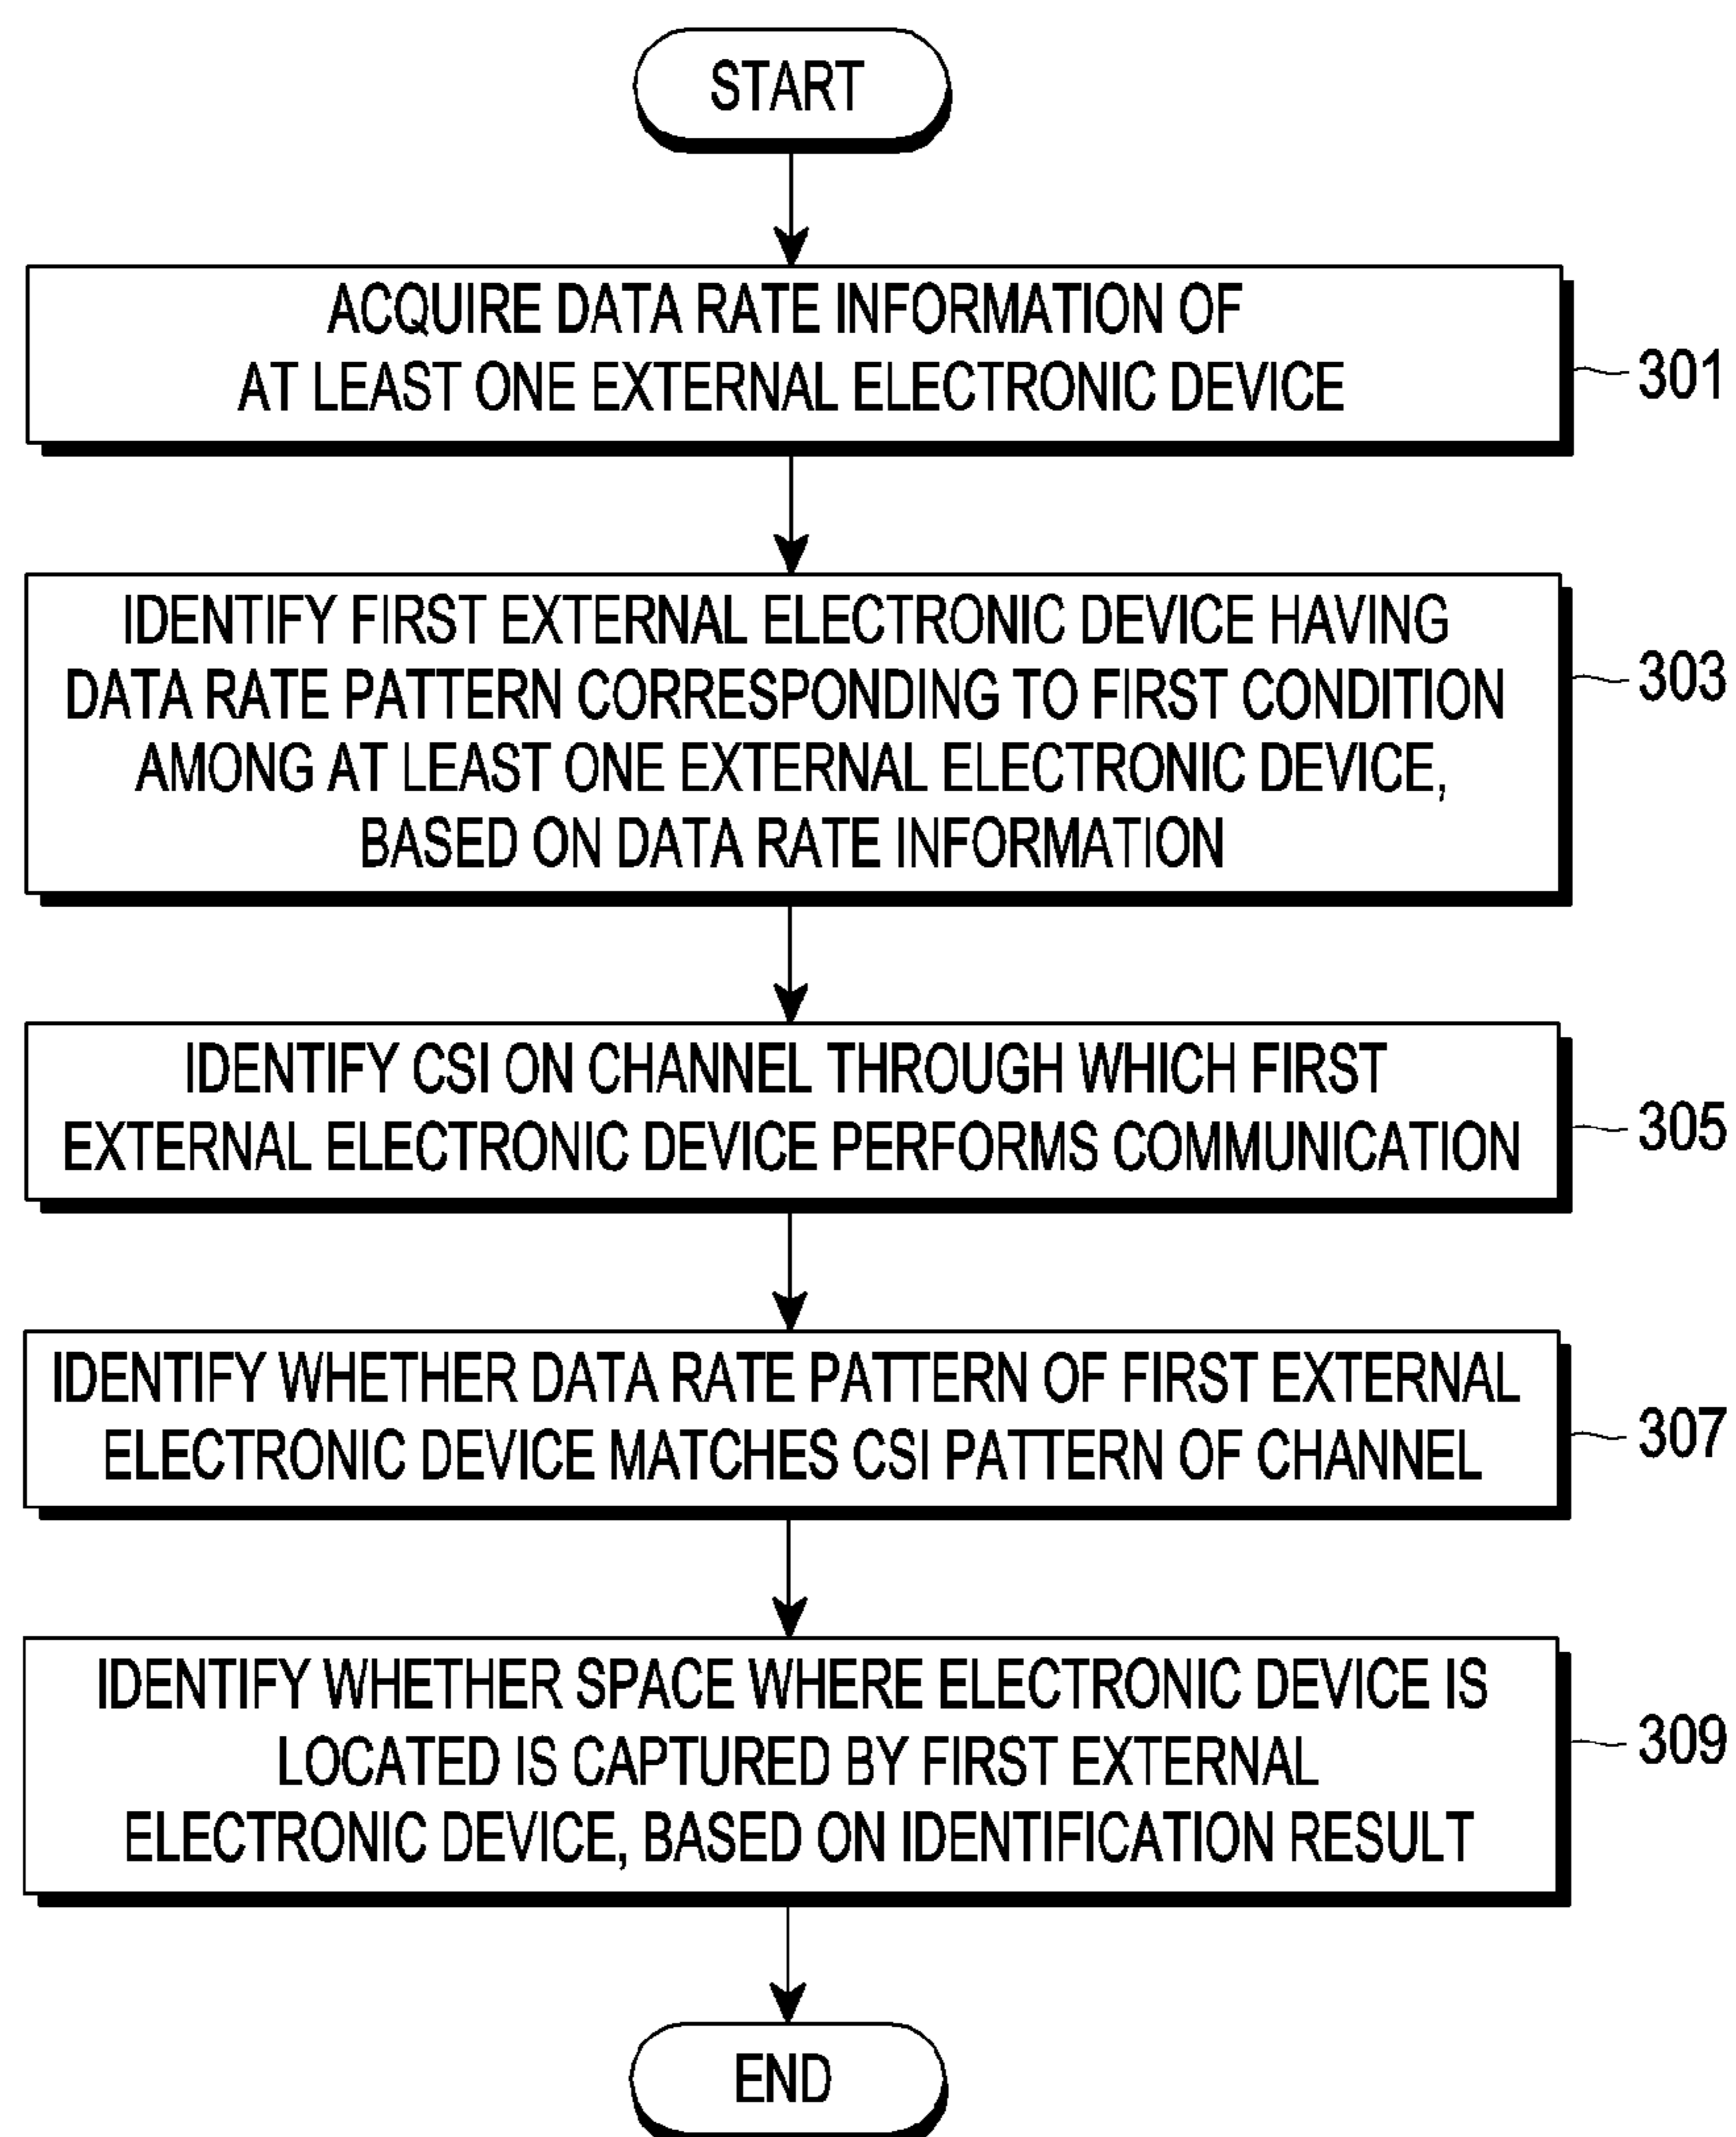 START
ACQUIRE DATA RATE INFORMATION OF
AT LEAST ONE EXTERNAL ELECTRONIC DEVICE
301
IDENTIFY FIRST EXTERNAL ELECTRONIC DEVICE HAVING
DATA RATE PATTERN CORRESPONDING TO FIRST CONDITION
AMONG AT LEAST ONE EXTERNAL ELECTRONIC DEVICE,
BASED ON DATA RATE INFORMATION
303
IDENTIFY CSI ON CHANNEL THROUGH WHICH FIRST
EXTERNAL ELECTRONIC DEVICE PERFORMS COMMUNICATION
305
IDENTIFY WHETHER DATA RATE PATTERN OF FIRST EXTERNAL
ELECTRONIC DEVICE MATCHES CSI PATTERN OF CHANNEL
307
IDENTIFY WHETHER SPACE WHERE ELECTRONIC DEVICE IS
LOCATED IS CAPTURED BY FIRST EXTERNAL
ELECTRONIC DEVICE, BASED ON IDENTIFICATION RESULT
309
END